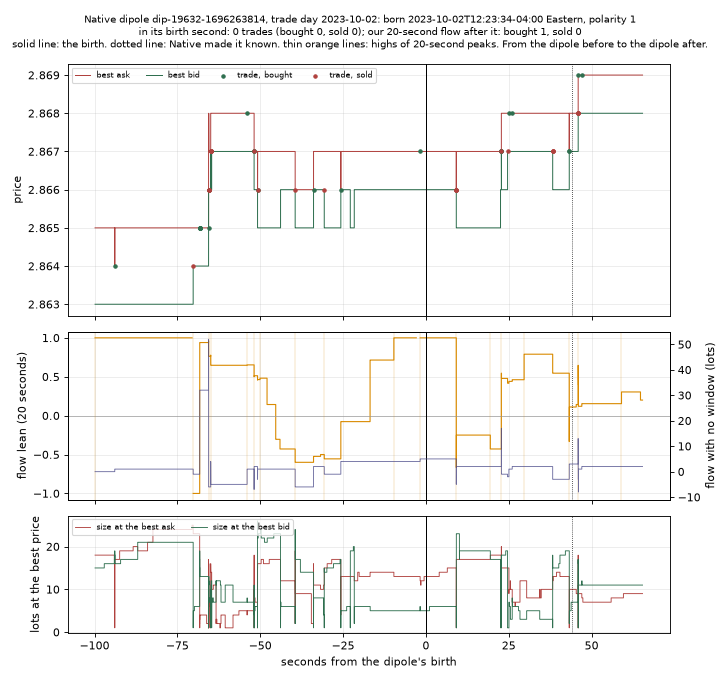 Native dipole dip-19632-1696263814, trade day 2023-10-02: born 2023-10-02T12:23:34-04:00 Eastern, polarity 1
in its birth second: 0 trades (bought 0, sold 0); our 20-second flow after it: bought 1, sold 0
solid line: the birth. dotted line: Native made it known. thin orange lines: highs of 20-second peaks. From the dipole before to the dipole after.
best ask
best bid
trade, bought
trade, sold
2.869
2.868
2.867
2.866
2.865
2.864
2.863
price
1.0
0.5
0.0
−0.5
−1.0
flow lean (20 seconds)
50
40
30
20
10
0
−10
flow with no window (lots)
size at the best ask
size at the best bid
20
10
0
lots at the best price
−100
−75
−50
−25
0
25
50
seconds from the dipole's birth